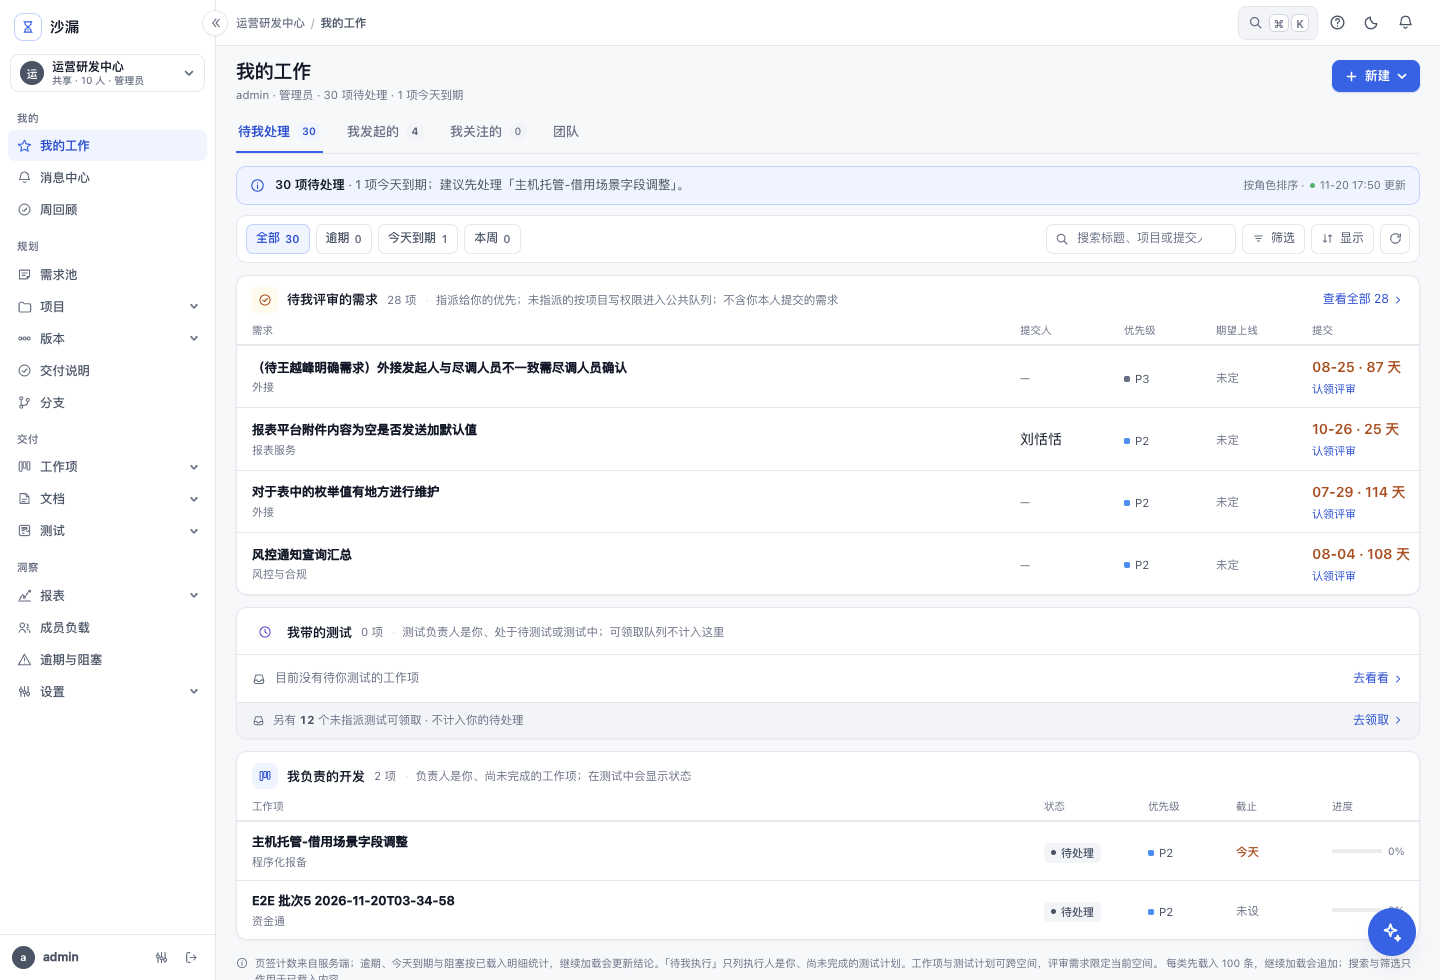 沙漏
运营研发中心 / 我的工作
⌘ K
运 运营研发中心
共享 · 10 人 · 管理员
我的
我的工作
消息中心
周回顾
规划
需求池
项目
版本
交付说明
分支
交付
工作项
文档
测试
洞察
报表
成员负载
逾期与阻塞
设置
a admin
我的工作
admin · 管理员 · 30 项待处理 · 1 项今天到期
新建
待我处理 30 我发起的 4 我关注的 0 团队
30 项待处理 · 1 项今天到期；建议先处理「主机托管-借用场景字段调整」。 按角色排序 · 11-20 17:50 更新
全部 30 逾期 0 今天到期 1 本周 0 搜索标题、项目或提交 筛选 显示
待我评审的需求 28 项 · 指派给你的优先；未指派的按项目写权限进入公共队列；不含你本人提交的需求 查看全部 28
需求 提交人 优先级 期望上线 提交
（待王越峰明确需求）外接发起人与尽调人员不一致需尽调人员确认
外接
— P3 未定 08-25 · 87 天
认领评审
报表平台附件内容为空是否发送加默认值
报表服务
刘恬恬 P2 未定 10-26 · 25 天
认领评审
对于表中的枚举值有地方进行维护
外接
— P2 未定 07-29 · 114 天
认领评审
风控通知查询汇总
风控与合规
— P2 未定 08-04 · 108 天
认领评审
我带的测试 0 项 · 测试负责人是你、处于待测试或测试中；可领取队列不计入这里
目前没有待你测试的工作项 去看看
另有 12 个未指派测试可领取 · 不计入你的待处理 去领取
我负责的开发 2 项 · 负责人是你、尚未完成的工作项；在测试中会显示状态
工作项 状态 优先级 截止 进度
主机托管-借用场景字段调整
程序化报备
待处理 P2 今天 0%
E2E 批次5 2026-11-20T03-34-58
资金通
待处理 P2 未设
页签计数来自服务端；逾期、今天到期与阻塞按已载入明细统计，继续加载会更新结论。「待我执行」只列执行人是你、尚未完成的测试计划。工作项与测试计划可跨空间，评审需求限定当前空间。 每类先载入 100 条，继续加载会追加；搜索与筛选只
作用于已载入内容